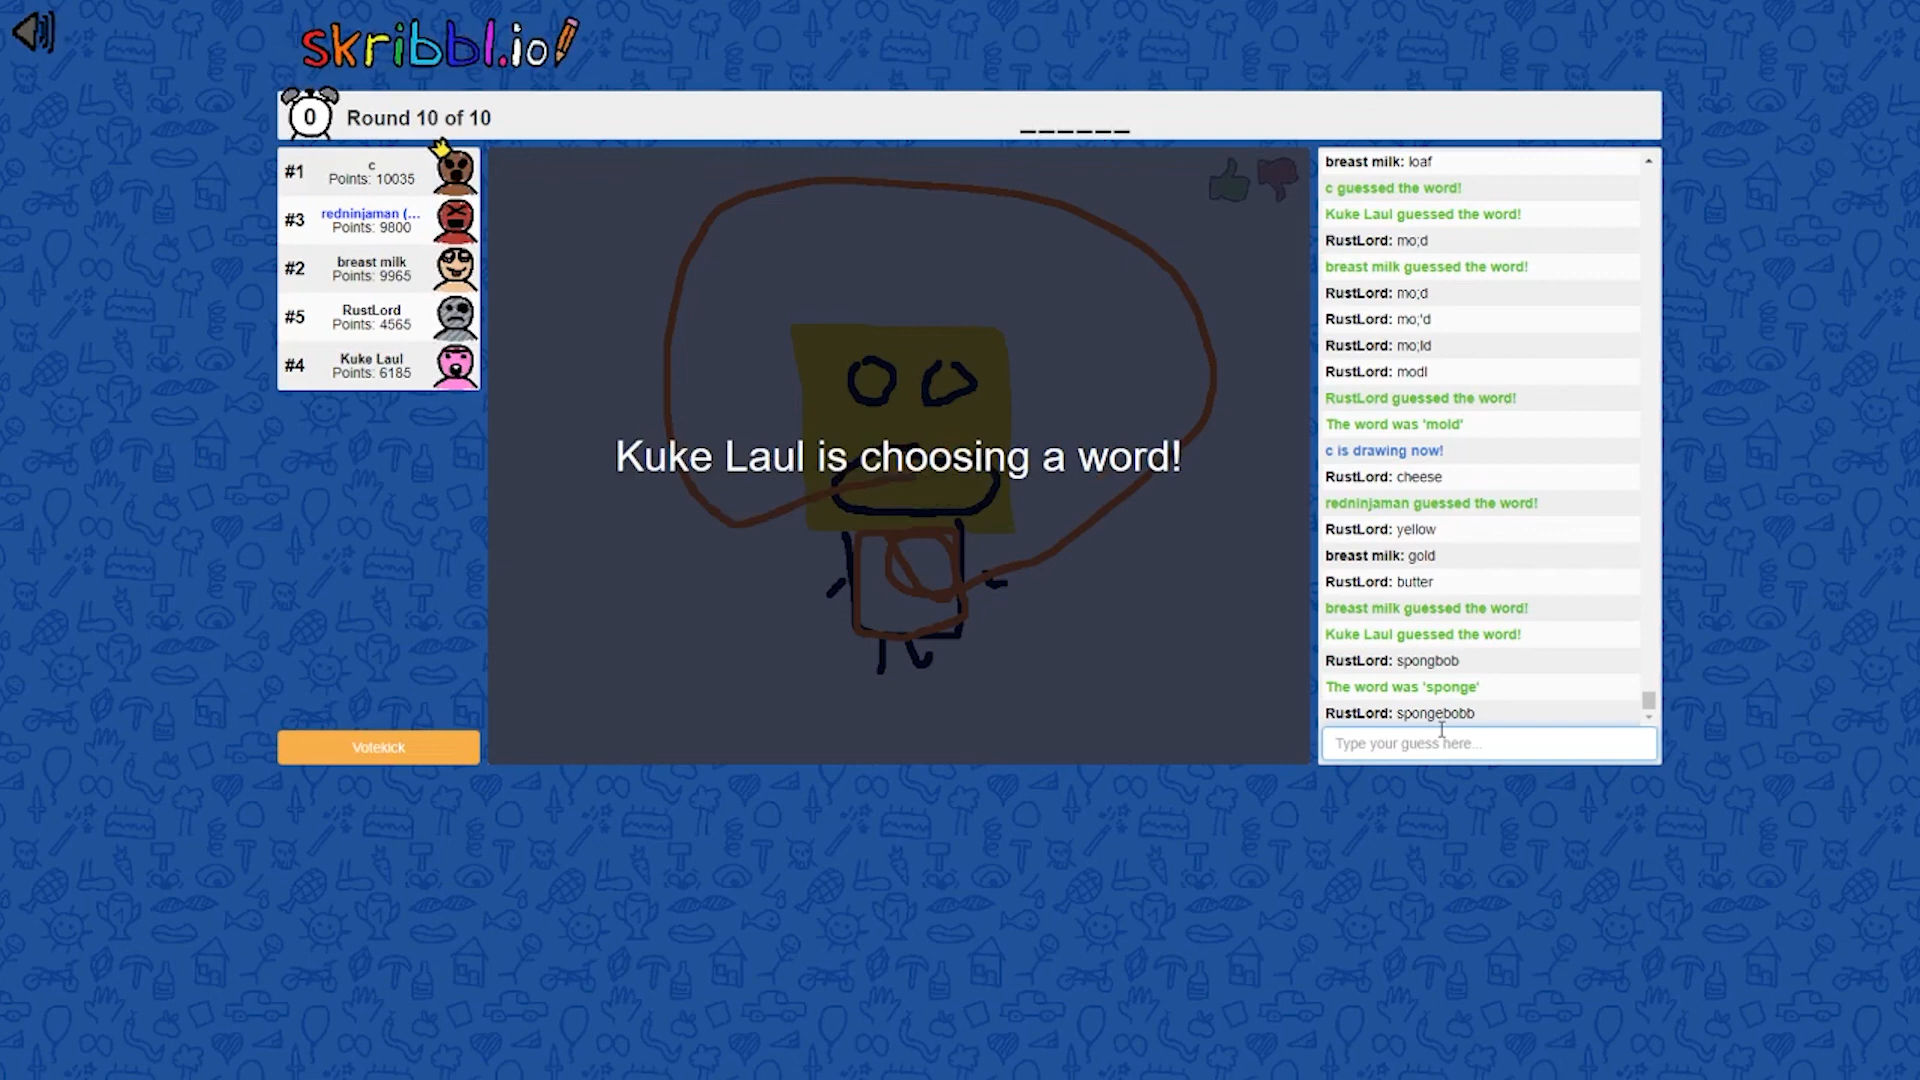 skribbl.io
0
Round 10 of 10
______
#1
c
Points: 10035
#3
redninjaman (...
Points: 9800
#2
breast milk
Points: 9965
#5
RustLord
Points: 4565
#4
Kuke Laul
Points: 6185
Votekick
Kuke Laul is choosing a word!
breast milk: loaf
c guessed the word!
Kuke Laul guessed the word!
RustLord: mo;d
breast milk guessed the word!
RustLord: mo;d
RustLord: mo;'d
RustLord: mo;ld
RustLord: modl
RustLord guessed the word!
The word was 'mold'
c is drawing now!
RustLord: cheese
redninjaman guessed the word!
RustLord: yellow
breast milk: gold
RustLord: butter
breast milk guessed the word!
Kuke Laul guessed the word!
RustLord: spongbob
The word was 'sponge'
RustLord: spongebobb
Type your guess here...